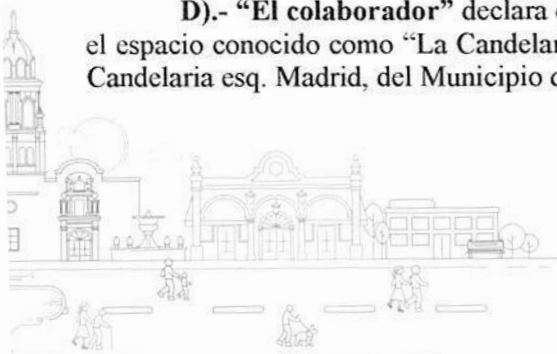 D).- “El colaborador” declara
el espacio conocido como “La Candelar
Candelaria esq. Madrid, del Municipio